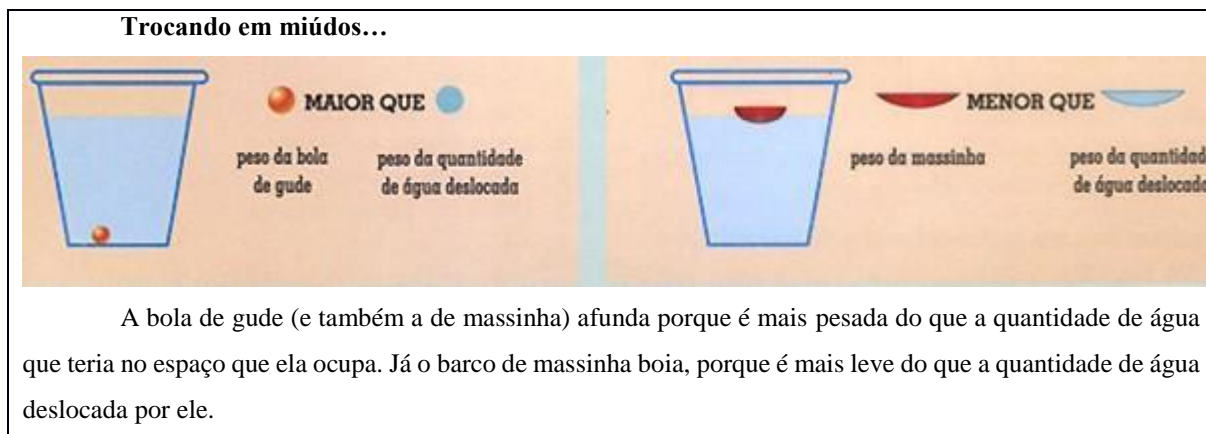 Trocando em miúdos…
MAIOR QUE
peso da bola
de gude
peso da quantidade
de água deslocada
MENOR QUE
peso da massinha
peso da quantidad
de água deslocada
A bola de gude (e também a de massinha) afunda porque é mais pesada do que a quantidade de água
que teria no espaço que ela ocupa. Já o barco de massinha boia, porque é mais leve do que a quantidade de água
deslocada por ele.